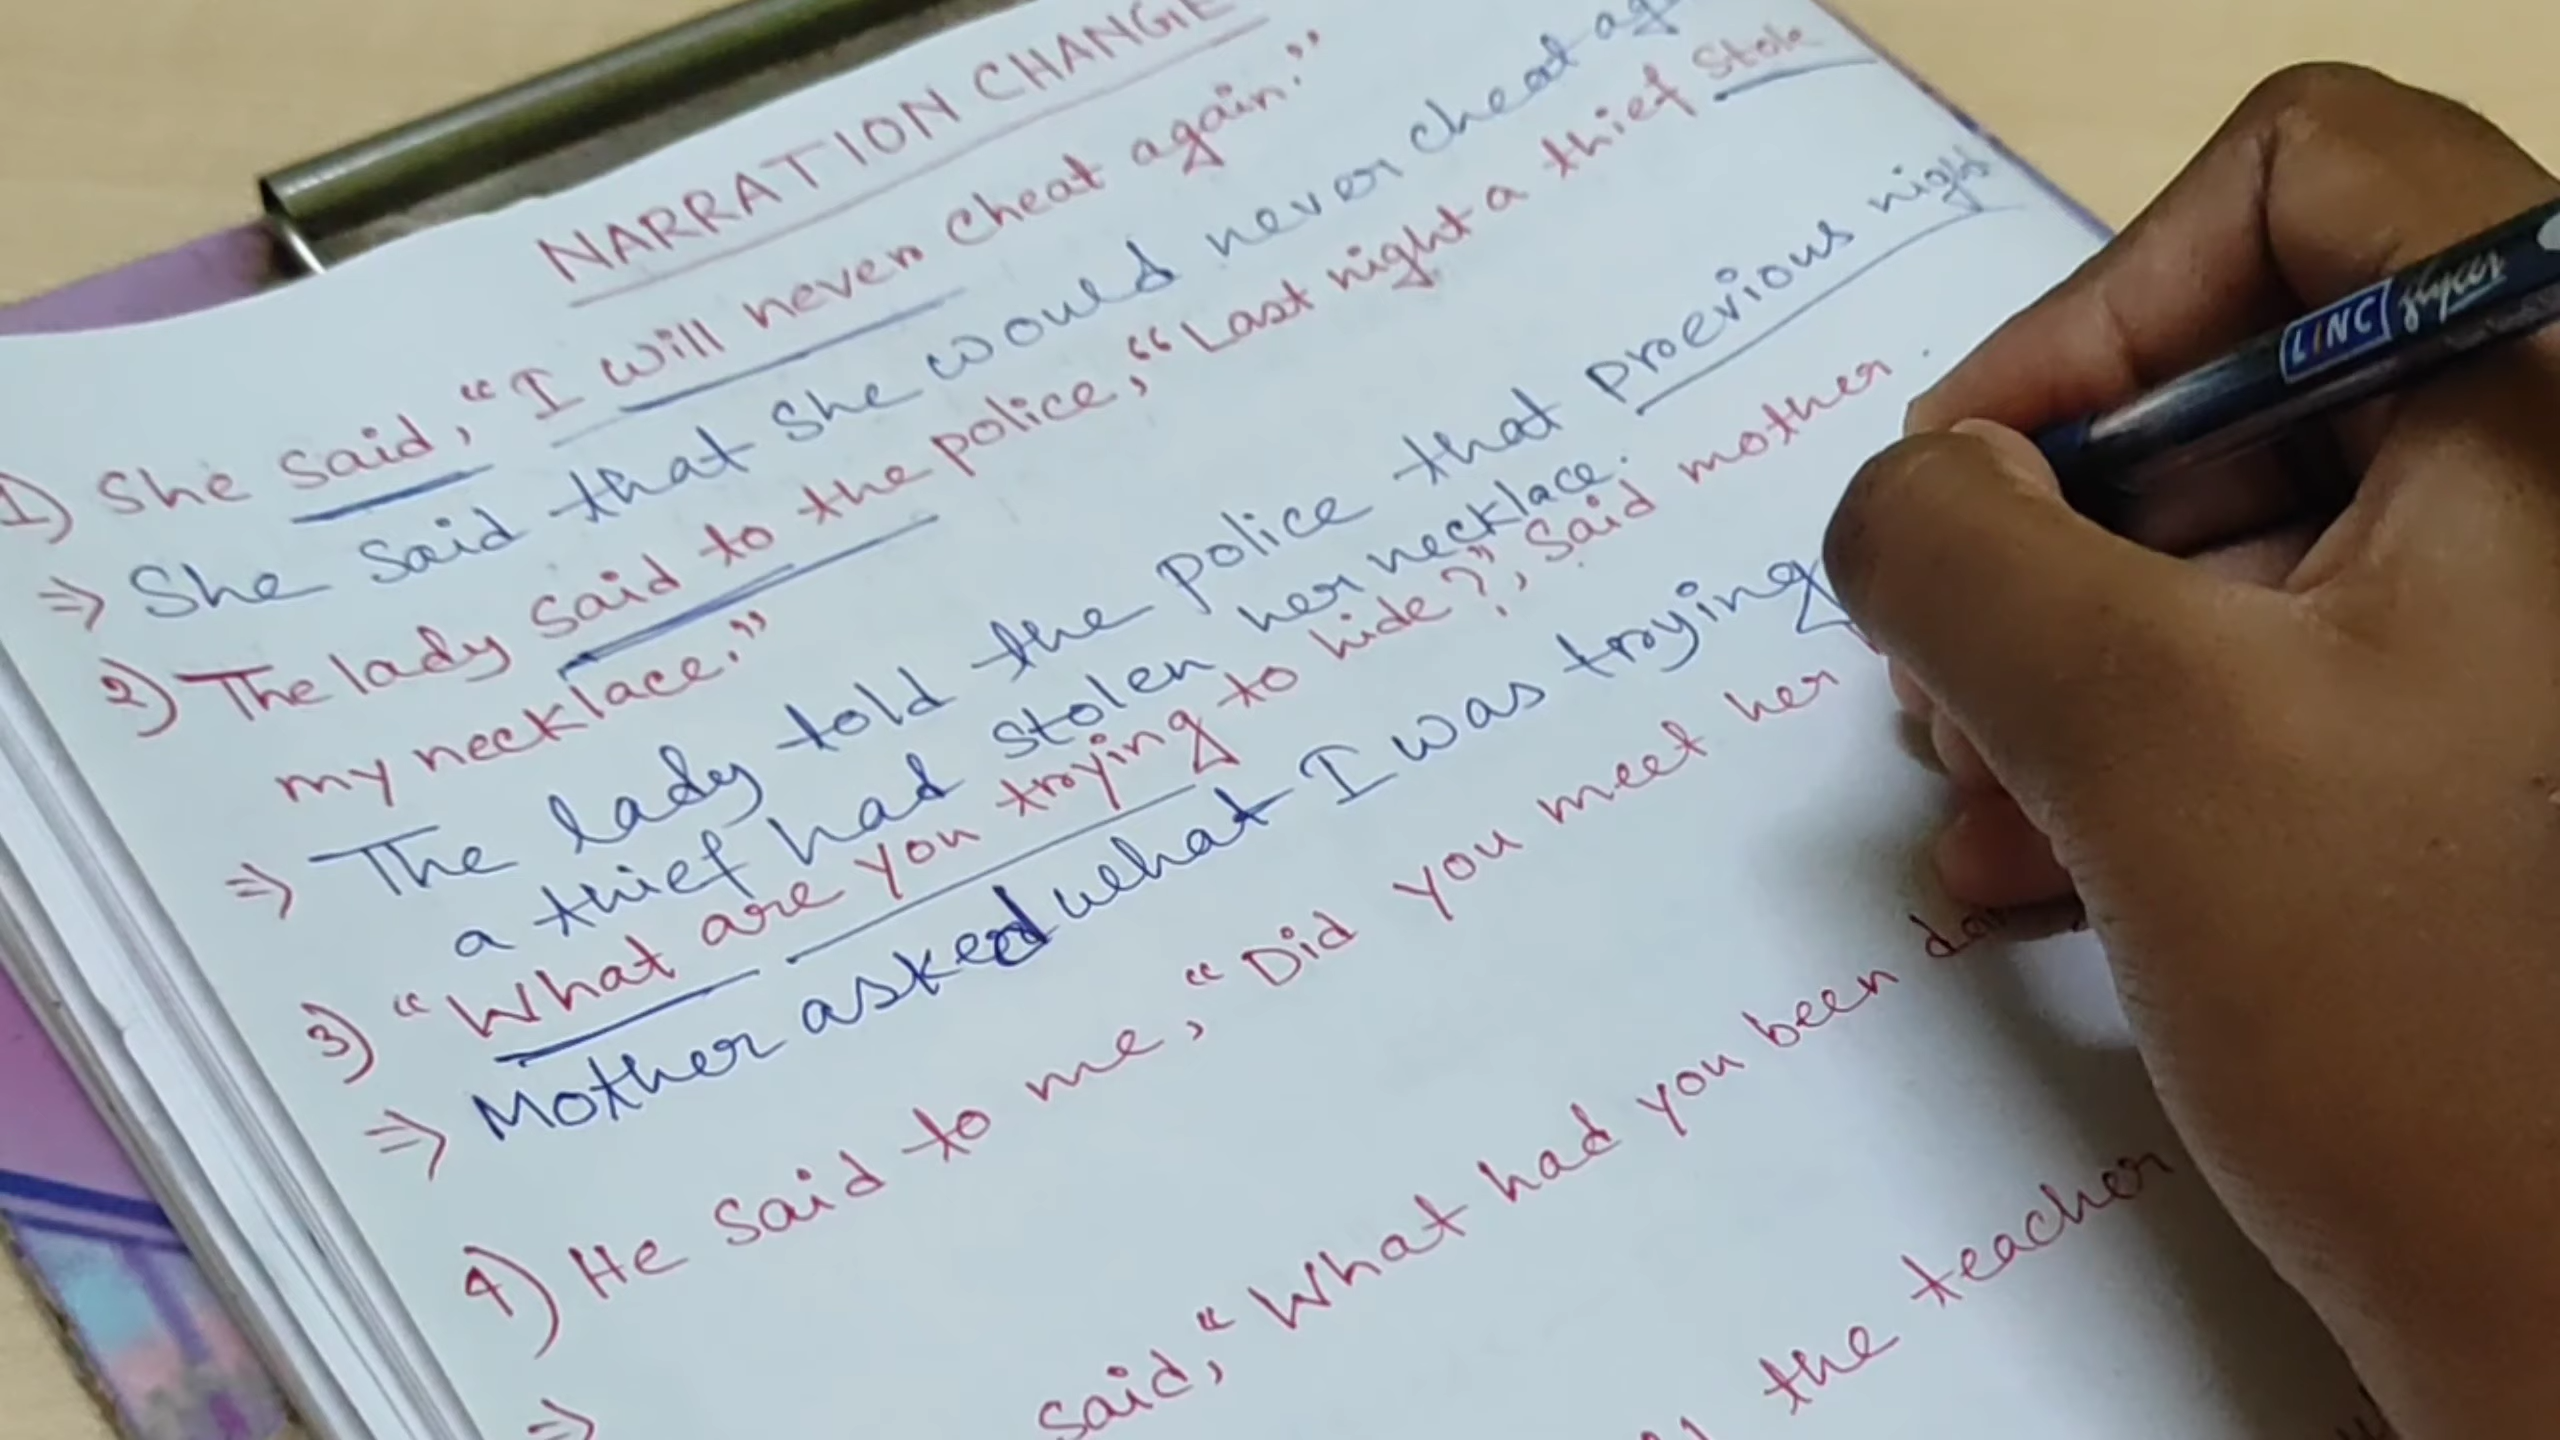 NARRATION CHANGE
1) She said, "I will never cheat again."
⇒ She said that she would never cheat
2) The lady said to the police, "Last night a thief stole
my necklace."
⇒ The lady told the police that previous night
a thief had stolen her necklace.
3) "What are you trying to hide?", said mother.
⇒ Mother asked what I was trying
4) He said to me, "Did you meet her
⇒
said, "What had you been
the teacher
LINC glycer